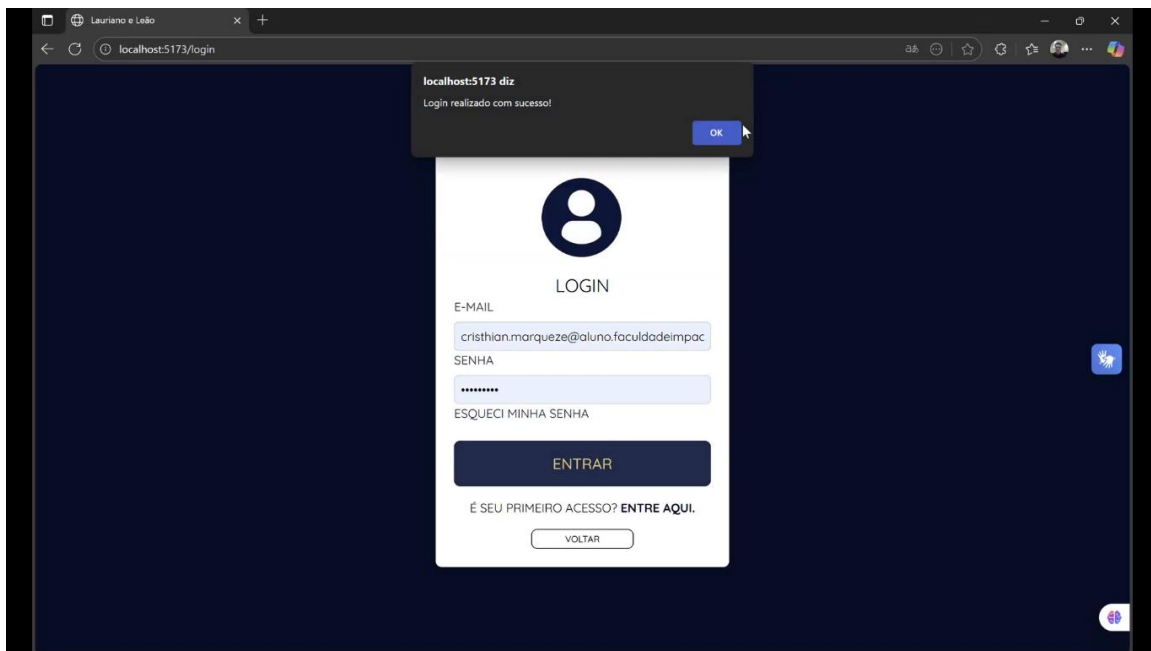 Lauriano e Leão
localhost:5173/login
localhost:5173 diz
Login realizado com sucesso!
OK
LOGIN
E-MAIL
cristhian.marqueze@aluno.faculdadeimpac
SENHA
•••••••••
ESQUECI MINHA SENHA
ENTRAR
É SEU PRIMEIRO ACESSO? ENTRE AQUI.
VOLTAR